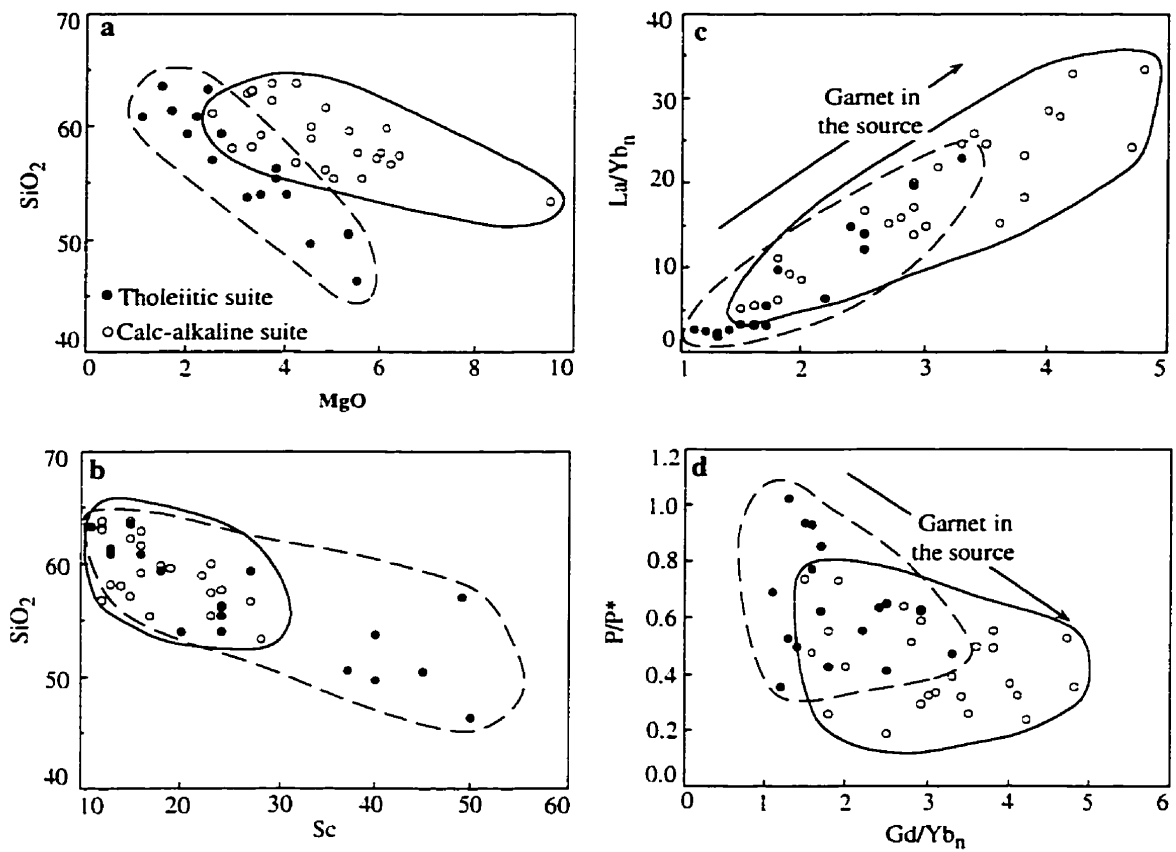 a
70
60
50
40
SiO2
0
2
4
6
8
10
MgO
Tholeiitic suite
Calc-alkaline suite
c
40
30
20
10
0
La/Ybn
1
2
3
4
5
Garnet in
the source
b
70
60
50
40
SiO2
10
20
30
40
50
60
Sc
d
1.2
1.0
0.8
0.6
0.4
0.2
0.0
P/P*
0
1
2
3
4
5
6
Gd/Ybn
Garnet in
the source